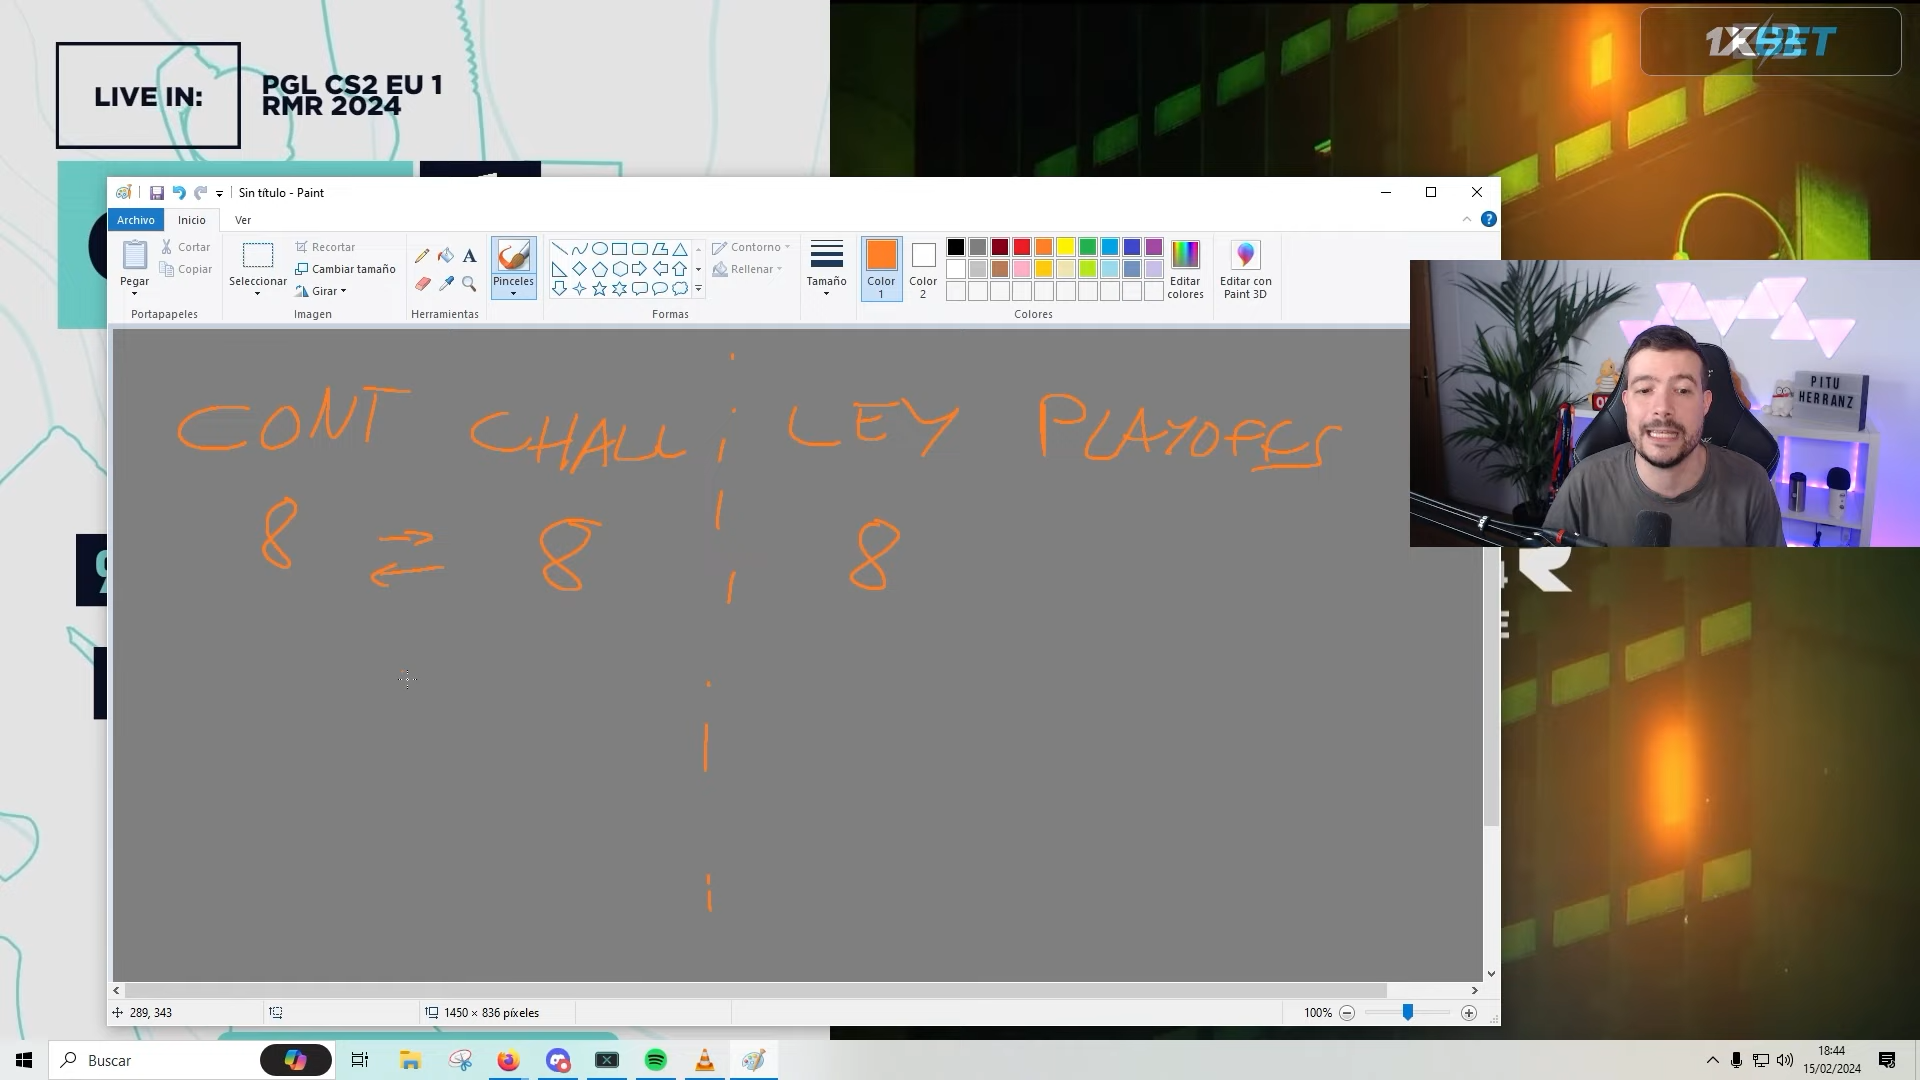 LIVE IN:
PGL CS2 EU 1
RMR 2024
Sin título - Paint
Archivo
Inicio
Ver
Pegar
Cortar
Copiar
Portapapeles
Seleccionar
Recortar
Cambiar tamaño
Girar
Imagen
Herramientas
Pinceles
Contorno
Rellenar
Formas
Tamaño
Color
1
Color
2
Editar
colores
Colores
Editar con
Paint 3D
CONT CHALL LEY PLAYOFFS
8 8 8
PITU
HERRANZ
289, 343
1450 × 836 píxeles
100%
Buscar
18:44
15/02/2024